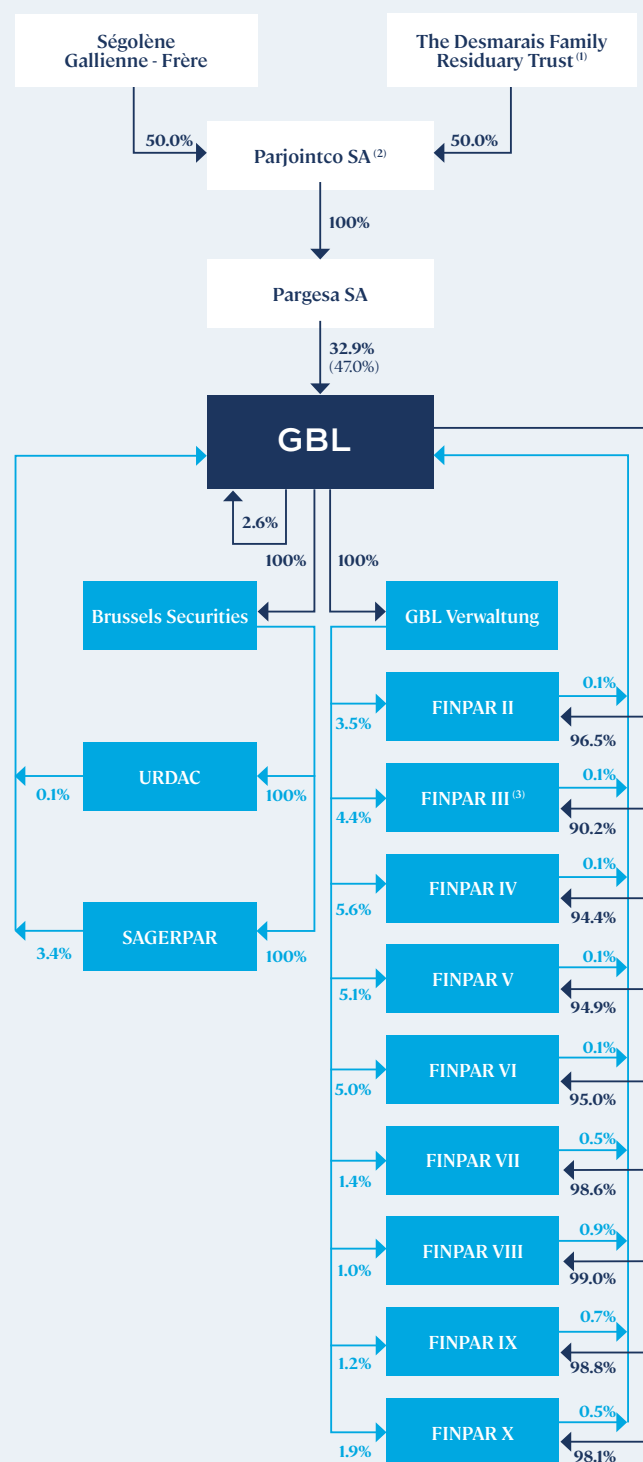 Ségolène
Gallienne - Frère
The Desmarais Family
Residuary Trust (1)
50.0%
50.0%
Parjointco SA (2)
100%
Pargesa SA
32.9%
(47.0%)
GBL
2.6%
100%
100%
Brussels Securities
GBL Verwaltung
0.1%
FINPAR II
3.5%
96.5%
URDAC
0.1%
100%
0.1%
FINPAR III (3)
4.4%
90.2%
0.1%
FINPAR IV
5.6%
94.4%
SAGERPAR
3.4%
100%
0.1%
FINPAR V
5.1%
94.9%
0.1%
FINPAR VI
5.0%
95.0%
0.5%
FINPAR VII
1.4%
98.6%
0.9%
FINPAR VIII
1.0%
99.0%
0.7%
FINPAR IX
1.2%
98.8%
0.5%
FINPAR X
1.9%
98.1%